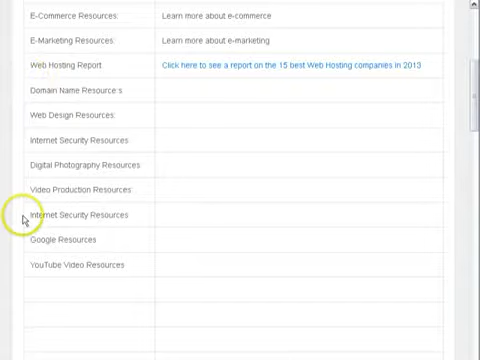 E-Commerce Resources: Learn more about e-commerce
E-Marketing Resources: Learn more about e-marketing
Web Hosting Report Click here to see a report on the 15 best Web Hosting companies in 2013
Domain Name Resource s
Web Design Resources:
Internet Security Resources
Digital Photography Resources
Video Production Resources
Internet Security Resources
Google Resources
YouTube Video Resources